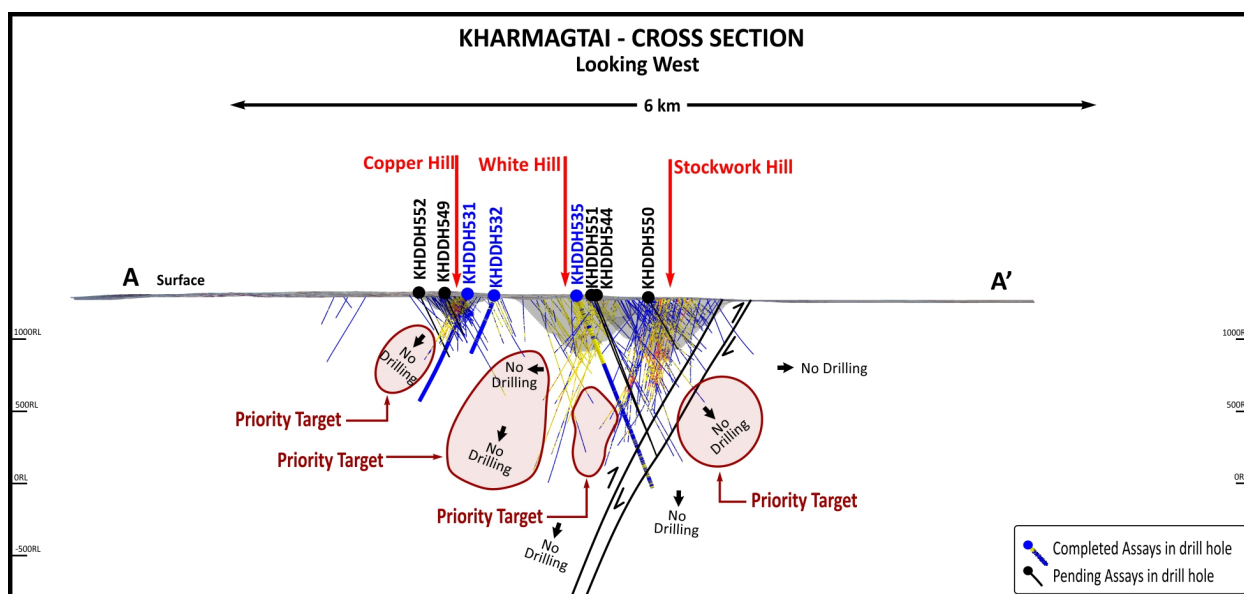 KHARMAGTAI - CROSS SECTION
Looking West
6 km
Copper Hill
White Hill
Stockwork Hill
KHDDH552
KHDDH549
KHDDH531
KHDDH532
KHDDH535
KHDDH551
KHDDH544
KHDDH550
A
Surface
A'
1000RL
500RL
0RL
-500RL
No
Drilling
Priority Target
No
Drilling
No
Drilling
Priority Target
Priority Target
No
Drilling
Priority Target
No
Drilling
No
Drilling
No Drilling
1000R
500R
0R
Completed Assays in drill hole
Pending Assays in drill hole